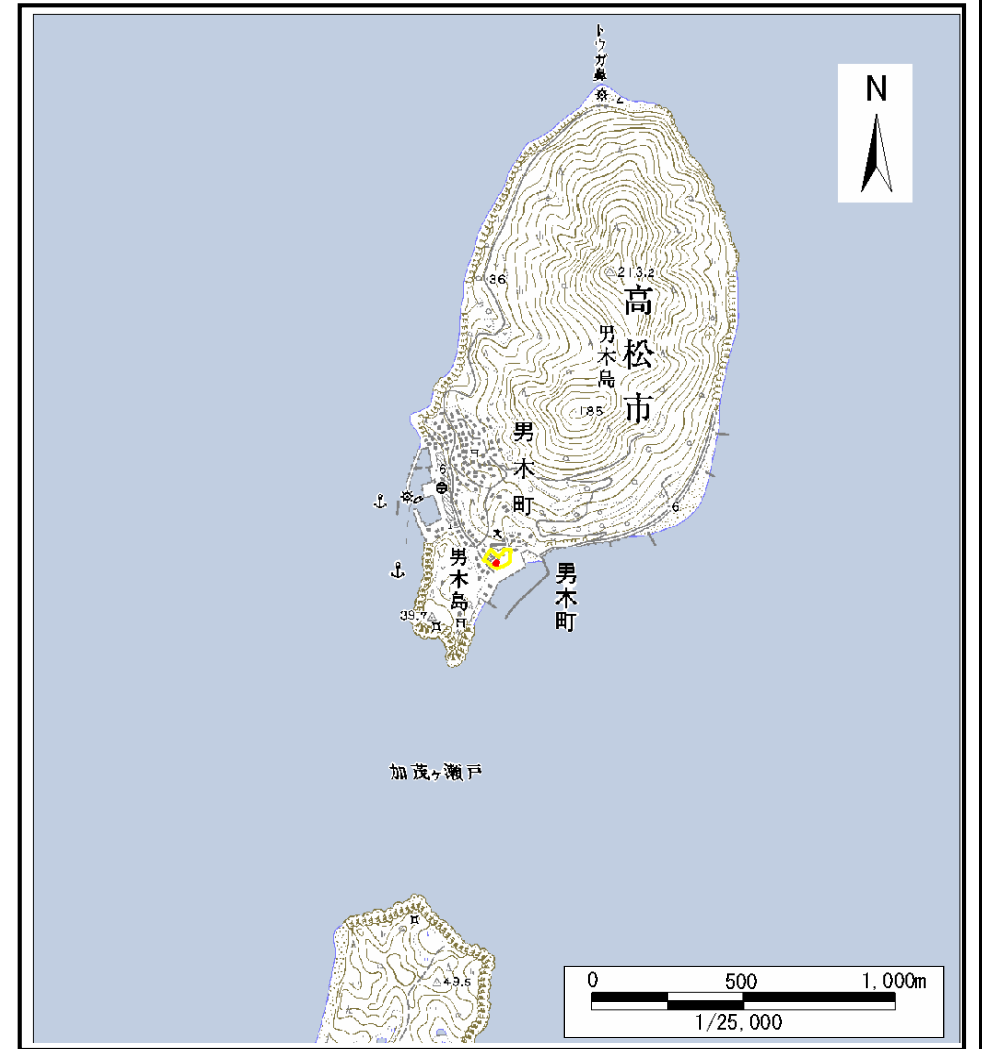 トウガ鼻
N
213.2
36
高松市
男木島
185
男木町
6
6
男木島
男木町
39.7
加茂ヶ瀬戸
49.5
0 500 1,000m
1/25,000